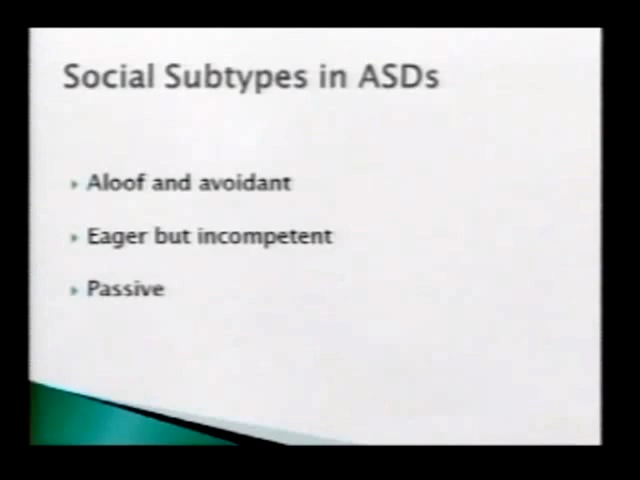 Social Subtypes in ASDs
Aloof and avoidant
Eager but incompetent
Passive